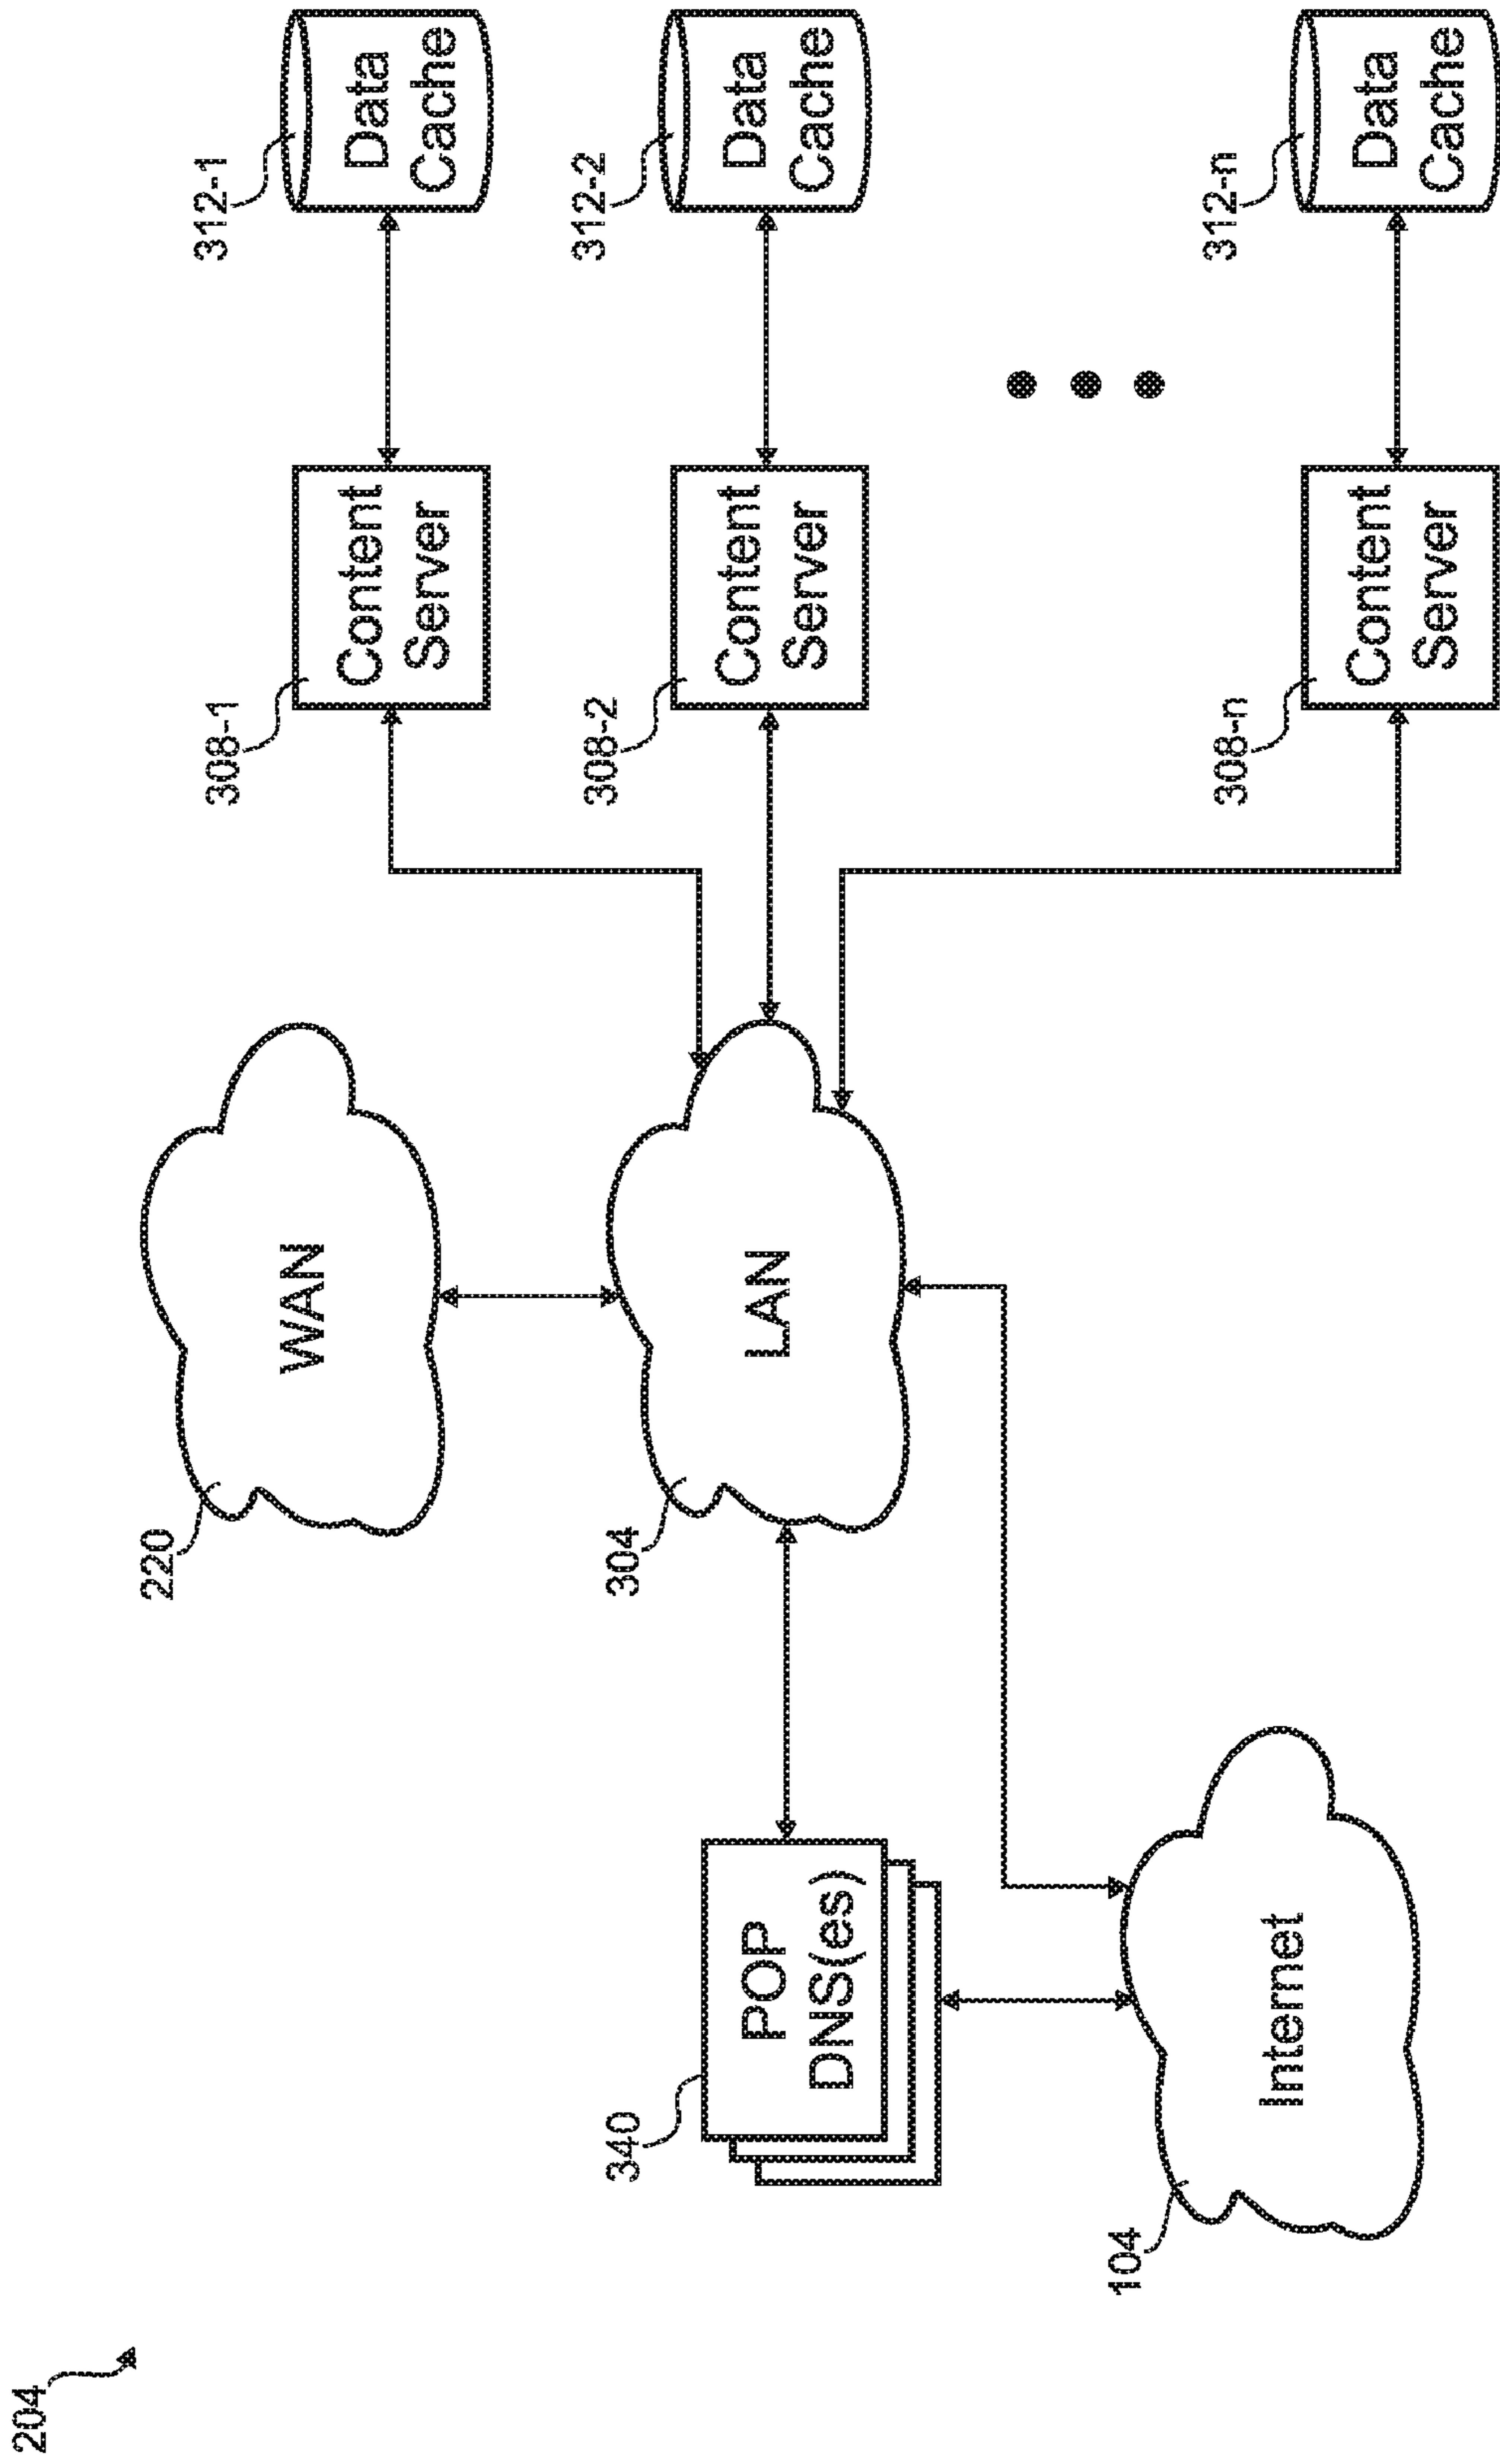 204
220
WAN
308-1
Content
Server
312-1
Data
Cache
340
POP
DNS(es)
304
LAN
308-2
Content
Server
312-2
Data
Cache
104
Internet
308-n
Content
Server
312-n
Data
Cache